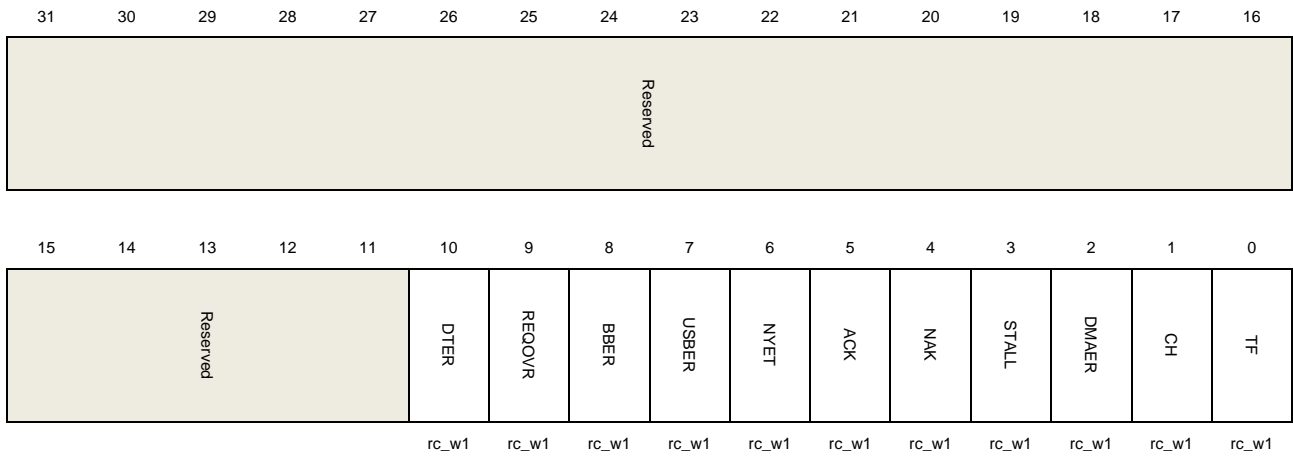 31 30 29 28 27 26 25 24 23 22 21 20 19 18 17 16
Reserved
15 14 13 12 11 10 9 8 7 6 5 4 3 2 1 0
Reserved DTER REQOVR BBER USBER NYET ACK NAK STALL DMAER CH TF
rc_w1 rc_w1 rc_w1 rc_w1 rc_w1 rc_w1 rc_w1 rc_w1 rc_w1 rc_w1 rc_w1